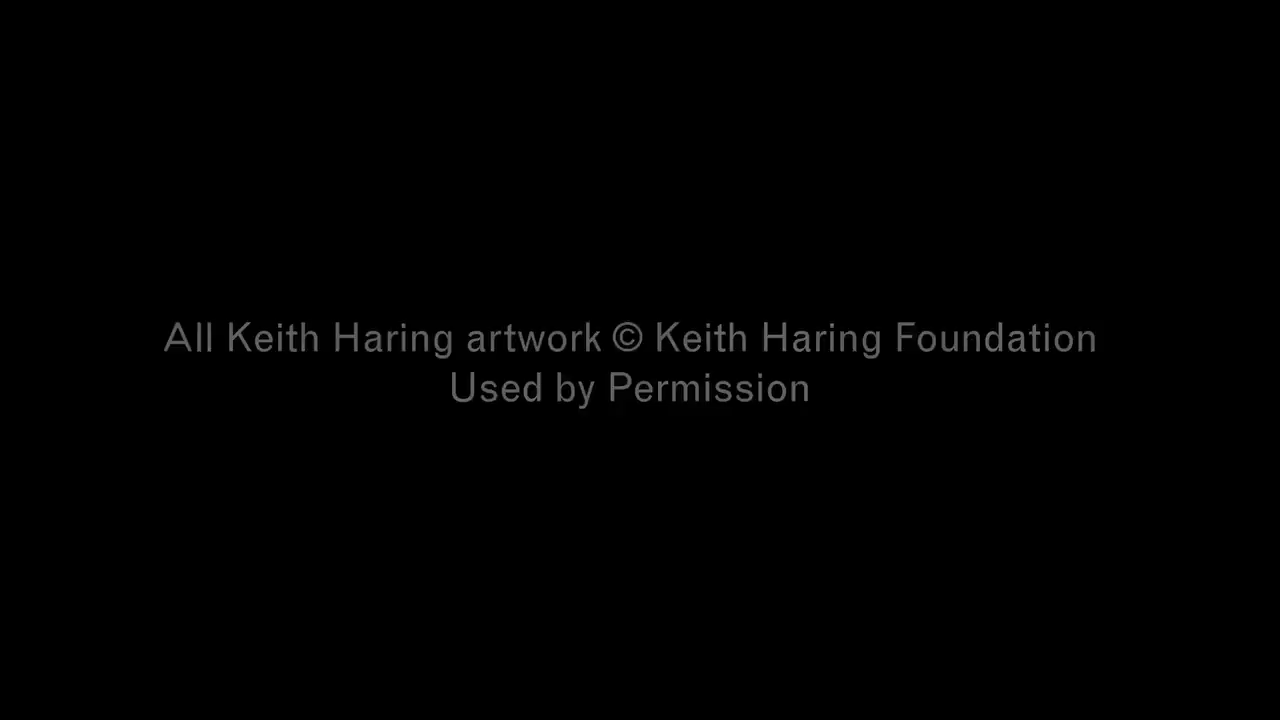 All Keith Haring artwork © Keith Haring Foundation
Used by Permission